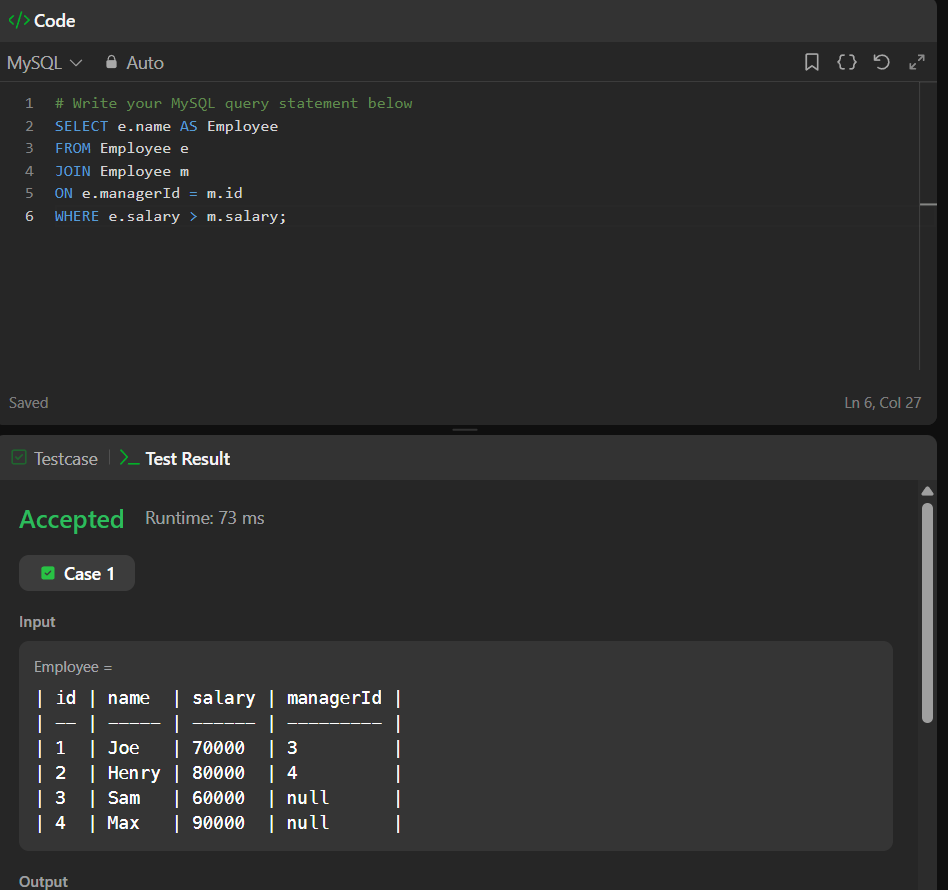 </> Code
MySQL Auto
1 # Write your MySQL query statement below
2 SELECT e.name AS Employee
3 FROM Employee e
4 JOIN Employee m
5 ON e.managerId = m.id
6 WHERE e.salary > m.salary;
Saved Ln 6, Col 27
Testcase | >_ Test Result
Accepted Runtime: 73 ms
Case 1
Input
Employee =
| id | name | salary | managerId |
| -- | ----- | ------ | --------- |
| 1 | Joe | 70000 | 3 |
| 2 | Henry | 80000 | 4 |
| 3 | Sam | 60000 | null |
| 4 | Max | 90000 | null |
Output